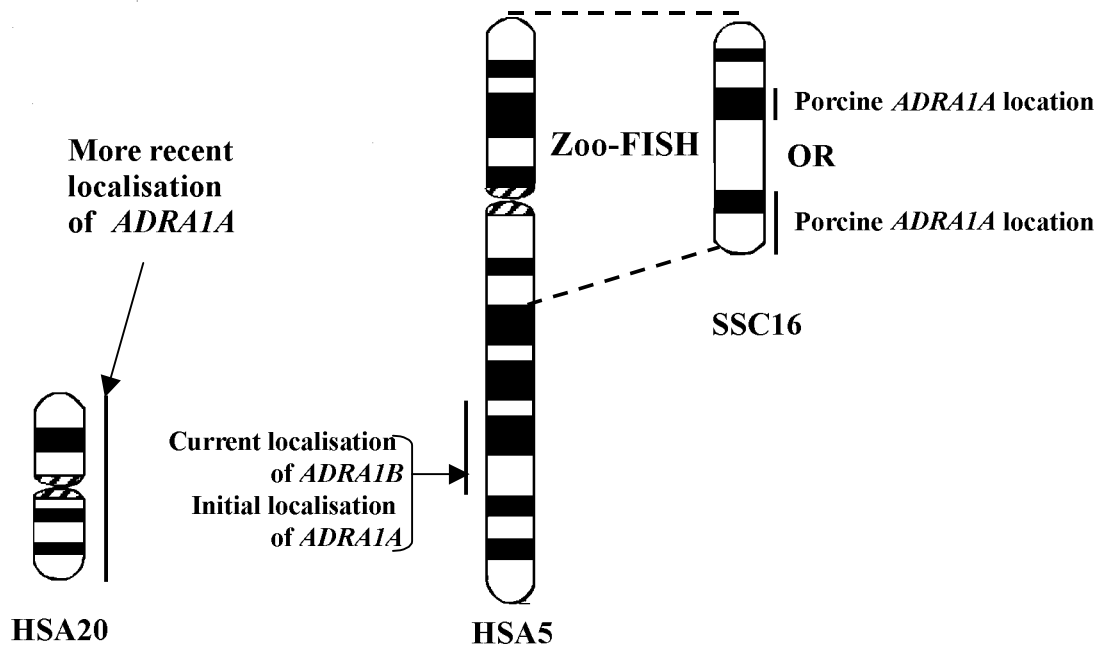 More recent
localisation
of ADRA1A
Zoo-FISH
Porcine ADRA1A location
OR
Porcine ADRA1A location
SSC16
Current localisation
of ADRA1B
Initial localisation
of ADRA1A
HSA20
HSA5